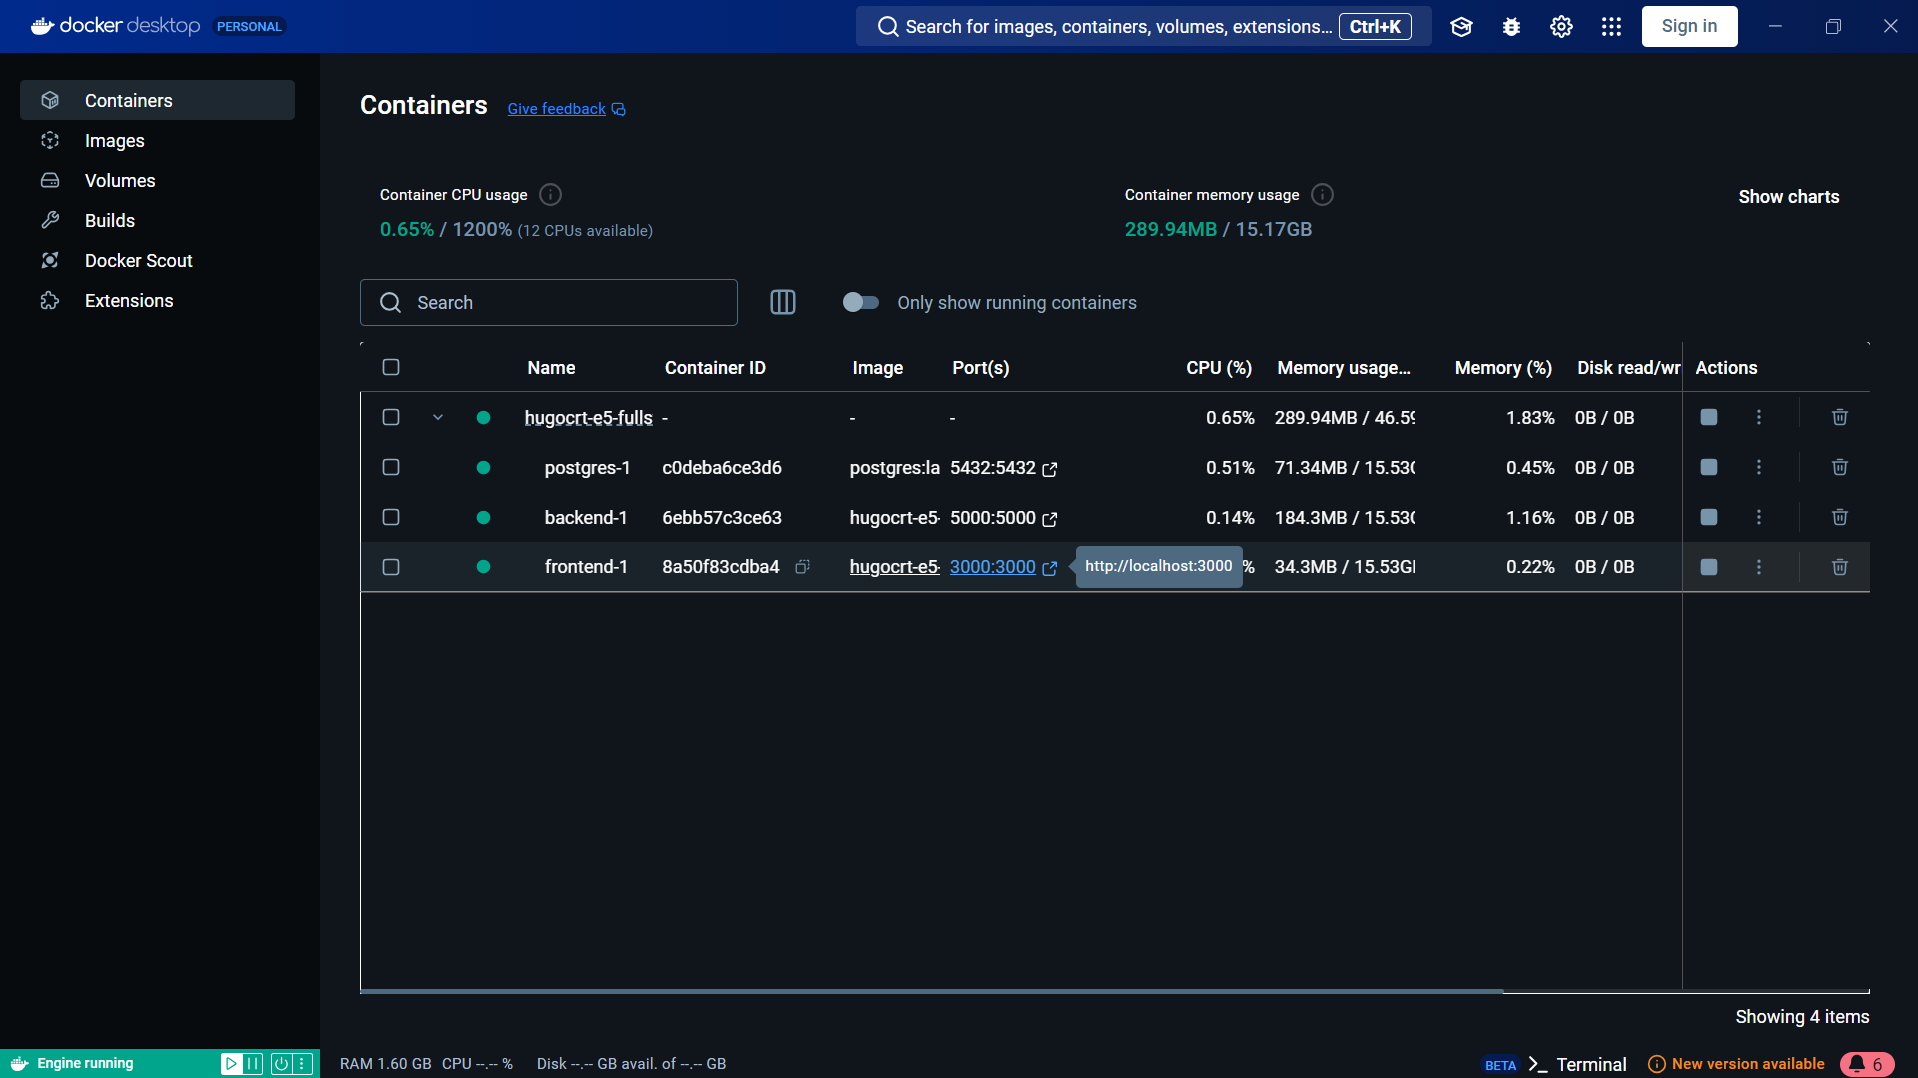 docker desktop PERSONAL
Search for images, containers, volumes, extensions... Ctrl+K
Sign in
Containers
Images
Volumes
Builds
Docker Scout
Extensions
Containers Give feedback
Container CPU usage
0.65% / 1200% (12 CPUs available)
Container memory usage
289.94MB / 15.17GB
Show charts
Search
Only show running containers
Name Container ID Image Port(s) CPU (%) Memory usage... Memory (%) Disk read/wr Actions
hugocrt-e5-fulls - - - 0.65% 289.94MB / 46.59 1.83% 0B / 0B
postgres-1 c0deba6ce3d6 postgres:la 5432:5432 0.51% 71.34MB / 15.53G 0.45% 0B / 0B
backend-1 6ebb57c3ce63 hugocrt-e5- 5000:5000 0.14% 184.3MB / 15.53G 1.16% 0B / 0B
frontend-1 8a50f83cdba4 hugocrt-e5- 3000:3000 http://localhost:3000 % 34.3MB / 15.53GI 0.22% 0B / 0B
Showing 4 items
Engine running
RAM 1.60 GB CPU --.-- % Disk --.-- GB avail. of --.-- GB
BETA >_ Terminal
New version available
6